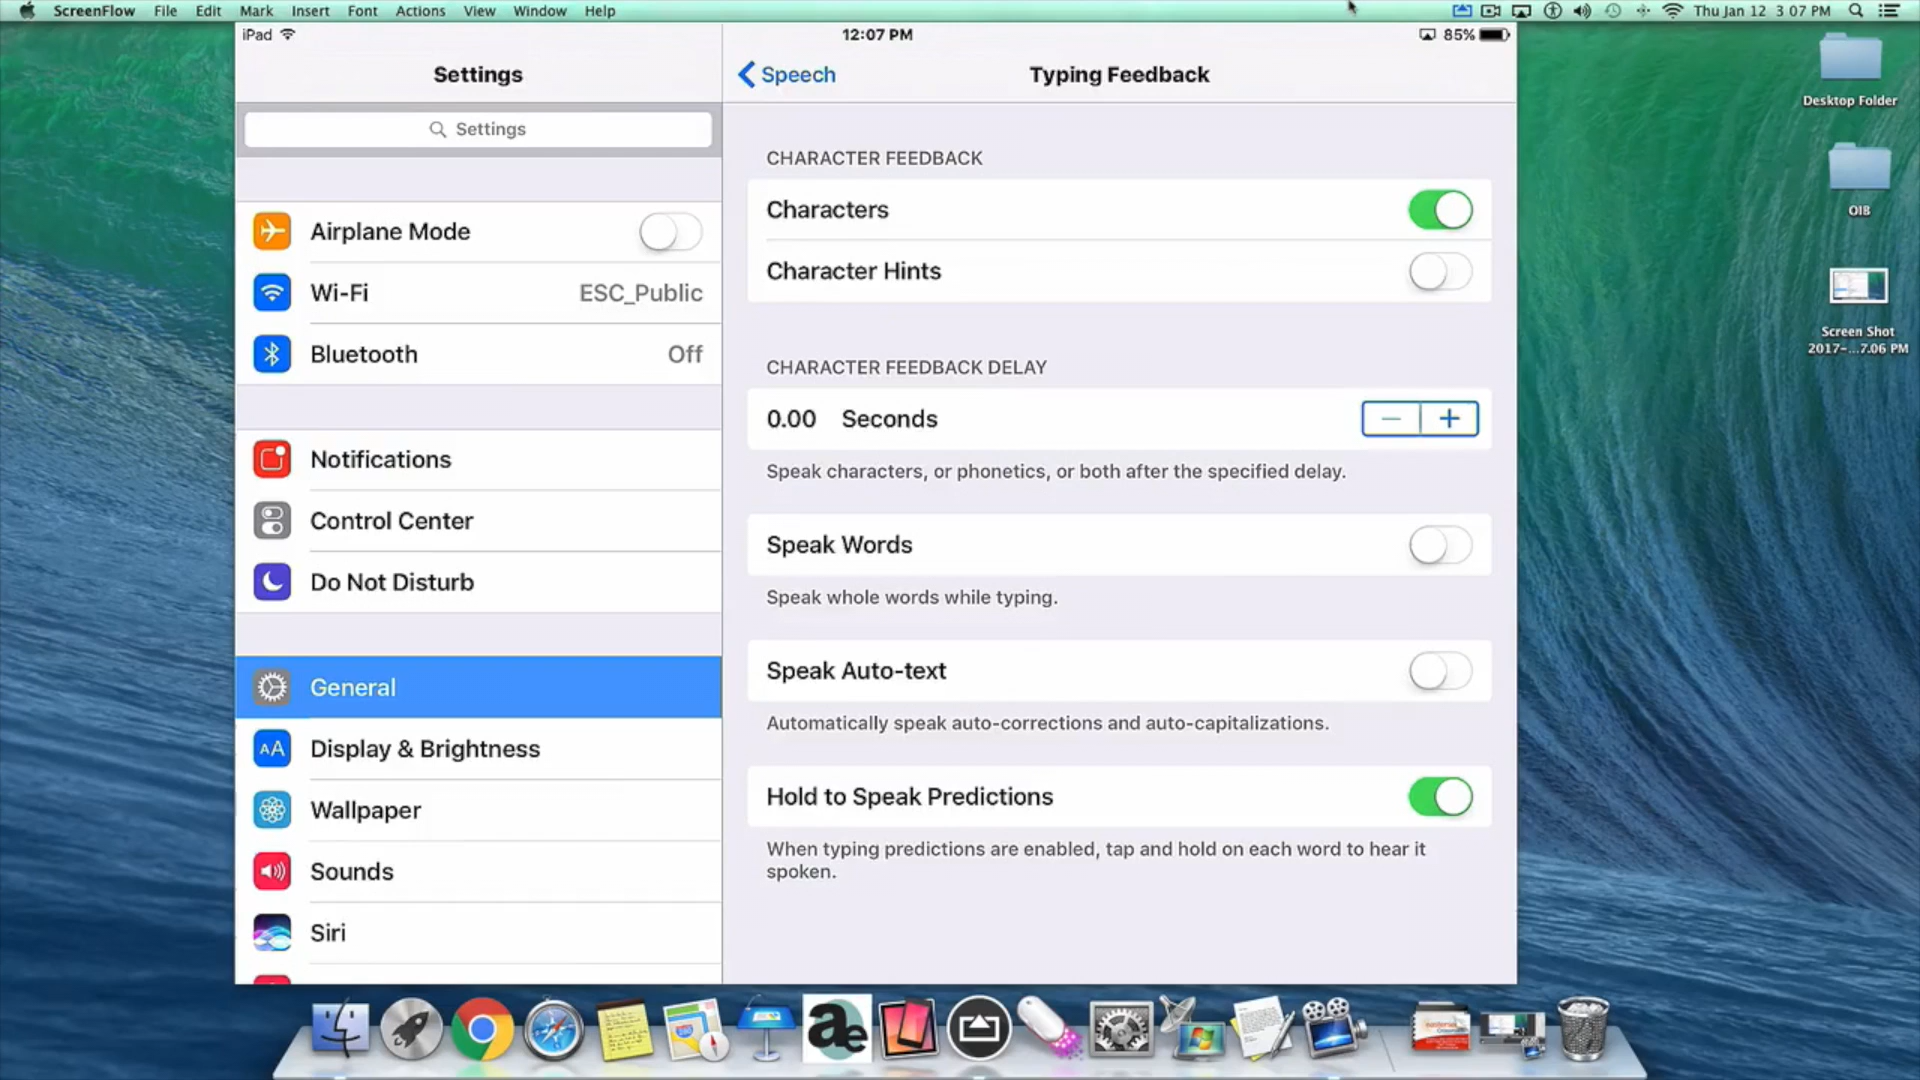 ScreenFlow File Edit Mark Insert Font Actions View Window Help
Thu Jan 12 3 07 PM
iPad
12:07 PM
85%
Settings
Settings
Airplane Mode
Wi-Fi ESC_Public
Bluetooth Off
Notifications
Control Center
Do Not Disturb
General
AA Display & Brightness
Wallpaper
Sounds
Siri
Speech
Typing Feedback
CHARACTER FEEDBACK
Characters
Character Hints
CHARACTER FEEDBACK DELAY
0.00 Seconds
Speak characters, or phonetics, or both after the specified delay.
Speak Words
Speak whole words while typing.
Speak Auto-text
Automatically speak auto-corrections and auto-capitalizations.
Hold to Speak Predictions
When typing predictions are enabled, tap and hold on each word to hear it
spoken.
Desktop Folder
OIB
Screen Shot
2017-...7.06 PM
ae